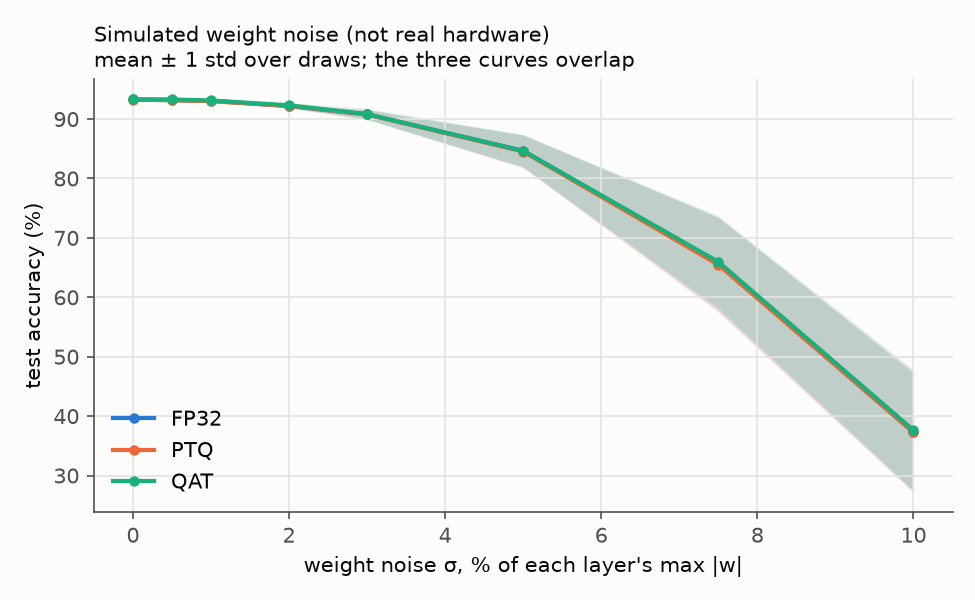 Simulated weight noise (not real hardware)
mean ± 1 std over draws; the three curves overlap
test accuracy (%)
90
80
70
60
50
40
30
FP32
PTQ
QAT
0 2 4 6 8 10
weight noise σ, % of each layer's max |w|